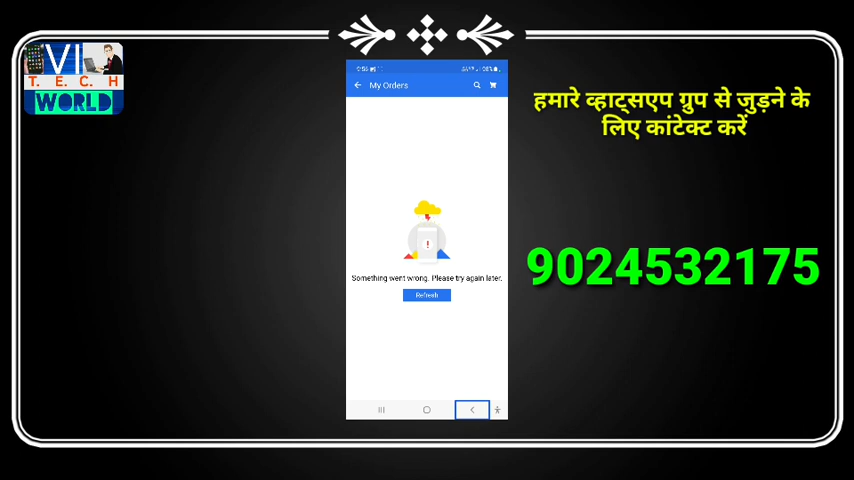 VI
T. E. C. H
WORLD
My Orders
!
Something went wrong. Please try again later.
Refresh
हमारे व्हाट्सएप ग्रुप से जुड़ने के
लिए कांटेक्ट करें
9024532175